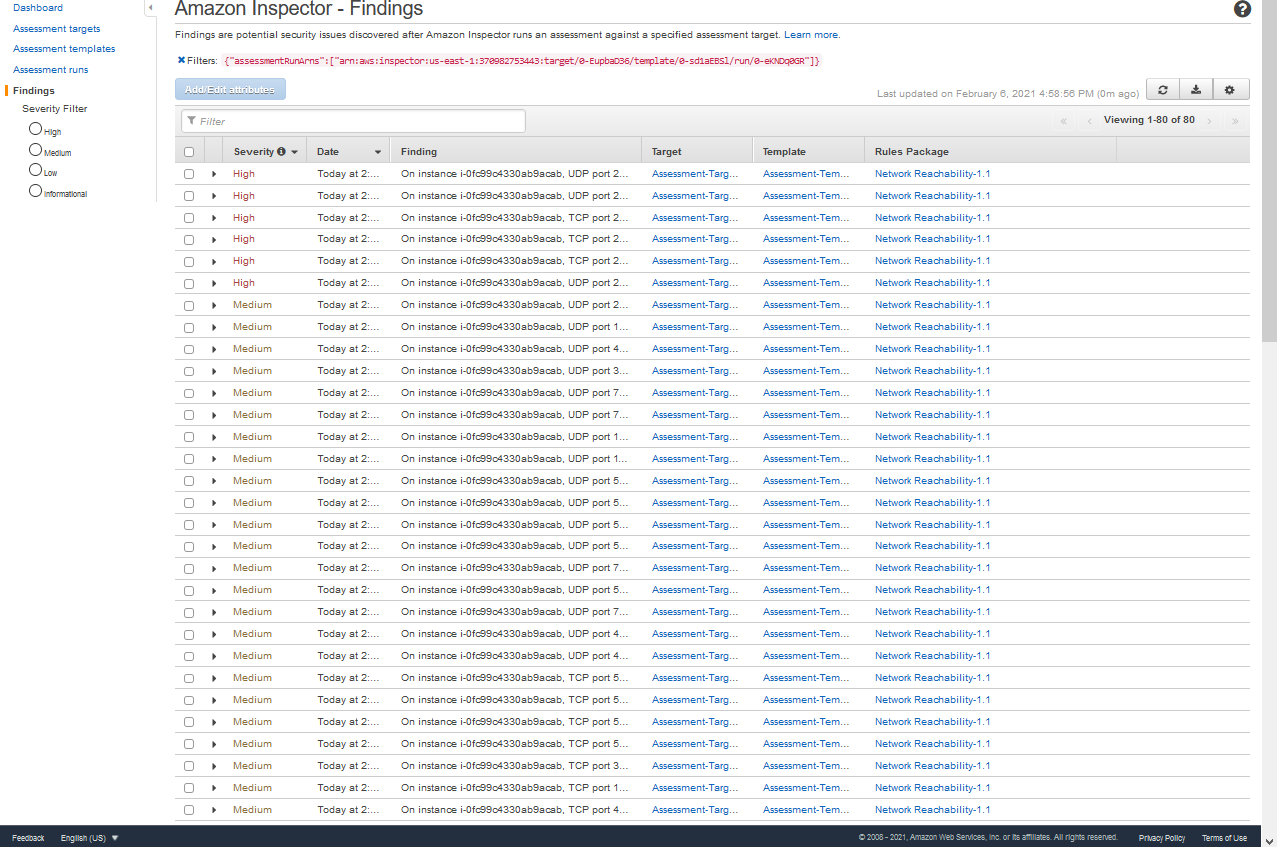 Dashboard
Assessment targets
Assessment templates
Assessment runs
Findings
Severity Filter
High
Medium
Low
Informational
Amazon Inspector - Findings
Findings are potential security issues discovered after Amazon Inspector runs an assessment against a specified assessment target. Learn more.
Filters: {"assessmentRunArns":["arn:aws:inspector:us-east-1:370982753443:target/0-EupbaD36/template/0-sd1aEBSl/run/0-eKNDq0GR"]}
Add/Edit attributes
Last updated on February 6, 2021 4:58:56 PM (0m ago)
Filter
« ‹ Viewing 1-80 of 80 › »
Severity Date Finding Target Template Rules Package
High Today at 2:... On instance i-0fc99c4330ab9acab, UDP port 2... Assessment-Targ... Assessment-Tem... Network Reachability-1.1
High Today at 2:... On instance i-0fc99c4330ab9acab, UDP port 2... Assessment-Targ... Assessment-Tem... Network Reachability-1.1
High Today at 2:... On instance i-0fc99c4330ab9acab, TCP port 2... Assessment-Targ... Assessment-Tem... Network Reachability-1.1
High Today at 2:... On instance i-0fc99c4330ab9acab, TCP port 2... Assessment-Targ... Assessment-Tem... Network Reachability-1.1
High Today at 2:... On instance i-0fc99c4330ab9acab, TCP port 2... Assessment-Targ... Assessment-Tem... Network Reachability-1.1
High Today at 2:... On instance i-0fc99c4330ab9acab, UDP port 2... Assessment-Targ... Assessment-Tem... Network Reachability-1.1
Medium Today at 2:... On instance i-0fc99c4330ab9acab, UDP port 2... Assessment-Targ... Assessment-Tem... Network Reachability-1.1
Medium Today at 2:... On instance i-0fc99c4330ab9acab, UDP port 1... Assessment-Targ... Assessment-Tem... Network Reachability-1.1
Medium Today at 2:... On instance i-0fc99c4330ab9acab, UDP port 4... Assessment-Targ... Assessment-Tem... Network Reachability-1.1
Medium Today at 2:... On instance i-0fc99c4330ab9acab, UDP port 3... Assessment-Targ... Assessment-Tem... Network Reachability-1.1
Medium Today at 2:... On instance i-0fc99c4330ab9acab, UDP port 7... Assessment-Targ... Assessment-Tem... Network Reachability-1.1
Medium Today at 2:... On instance i-0fc99c4330ab9acab, UDP port 7... Assessment-Targ... Assessment-Tem... Network Reachability-1.1
Medium Today at 2:... On instance i-0fc99c4330ab9acab, UDP port 1... Assessment-Targ... Assessment-Tem... Network Reachability-1.1
Medium Today at 2:... On instance i-0fc99c4330ab9acab, UDP port 1... Assessment-Targ... Assessment-Tem... Network Reachability-1.1
Medium Today at 2:... On instance i-0fc99c4330ab9acab, UDP port 5... Assessment-Targ... Assessment-Tem... Network Reachability-1.1
Medium Today at 2:... On instance i-0fc99c4330ab9acab, UDP port 5... Assessment-Targ... Assessment-Tem... Network Reachability-1.1
Medium Today at 2:... On instance i-0fc99c4330ab9acab, UDP port 5... Assessment-Targ... Assessment-Tem... Network Reachability-1.1
Medium Today at 2:... On instance i-0fc99c4330ab9acab, UDP port 5... Assessment-Targ... Assessment-Tem... Network Reachability-1.1
Medium Today at 2:... On instance i-0fc99c4330ab9acab, UDP port 7... Assessment-Targ... Assessment-Tem... Network Reachability-1.1
Medium Today at 2:... On instance i-0fc99c4330ab9acab, UDP port 5... Assessment-Targ... Assessment-Tem... Network Reachability-1.1
Medium Today at 2:... On instance i-0fc99c4330ab9acab, UDP port 7... Assessment-Targ... Assessment-Tem... Network Reachability-1.1
Medium Today at 2:... On instance i-0fc99c4330ab9acab, UDP port 4... Assessment-Targ... Assessment-Tem... Network Reachability-1.1
Medium Today at 2:... On instance i-0fc99c4330ab9acab, UDP port 4... Assessment-Targ... Assessment-Tem... Network Reachability-1.1
Medium Today at 2:... On instance i-0fc99c4330ab9acab, TCP port 5... Assessment-Targ... Assessment-Tem... Network Reachability-1.1
Medium Today at 2:... On instance i-0fc99c4330ab9acab, TCP port 5... Assessment-Targ... Assessment-Tem... Network Reachability-1.1
Medium Today at 2:... On instance i-0fc99c4330ab9acab, TCP port 5... Assessment-Targ... Assessment-Tem... Network Reachability-1.1
Medium Today at 2:... On instance i-0fc99c4330ab9acab, TCP port 5... Assessment-Targ... Assessment-Tem... Network Reachability-1.1
Medium Today at 2:... On instance i-0fc99c4330ab9acab, TCP port 3... Assessment-Targ... Assessment-Tem... Network Reachability-1.1
Medium Today at 2:... On instance i-0fc99c4330ab9acab, TCP port 1... Assessment-Targ... Assessment-Tem... Network Reachability-1.1
Medium Today at 2:... On instance i-0fc99c4330ab9acab, TCP port 4... Assessment-Targ... Assessment-Tem... Network Reachability-1.1
Feedback English (US) © 2008 - 2021, Amazon Web Services, Inc. or its affiliates. All rights reserved. Privacy Policy Terms of Use